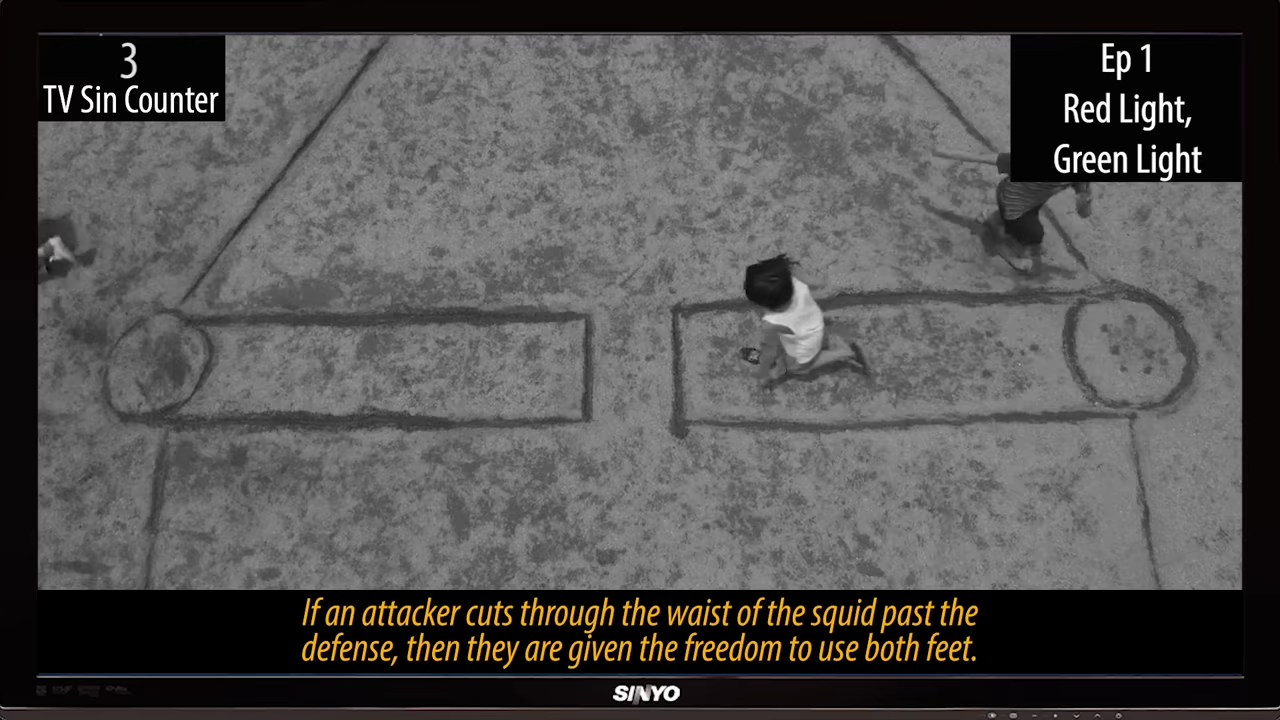 3
TV Sin Counter
Ep 1
Red Light,
Green Light
If an attacker cuts through the waist of the squid past the
defense, then they are given the freedom to use both feet.
SINYO